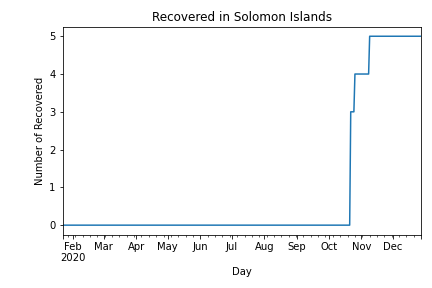 Recovered in Solomon Islands
Number of Recovered
5
4
3
2
1
0
Feb Mar Apr May Jun Jul Aug Sep Oct Nov Dec
2020
Day